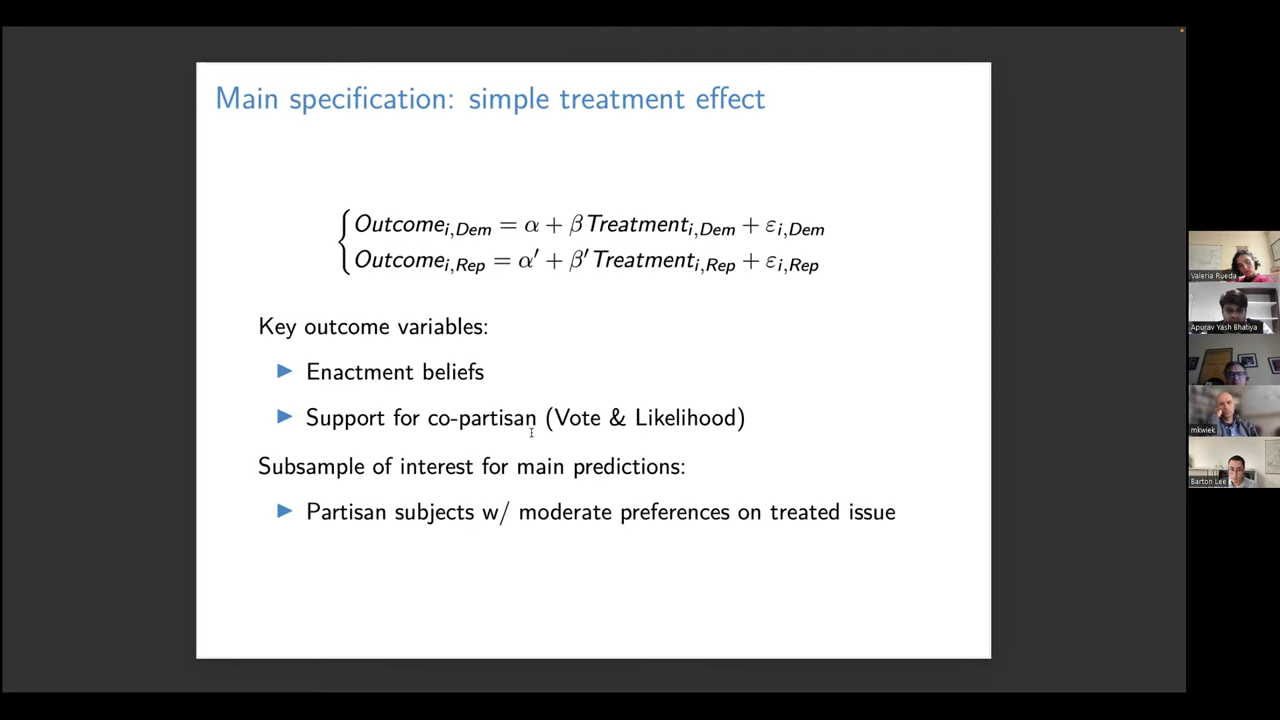 Main specification: simple treatment effect
Outcome_{i,Dem} = α + β Treatment_{i,Dem} + ε_{i,Dem}
Outcome_{i,Rep} = α′ + β′ Treatment_{i,Rep} + ε_{i,Rep}
Key outcome variables:
▶ Enactment beliefs
▶ Support for co-partisan (Vote & Likelihood)
Subsample of interest for main predictions:
▶ Partisan subjects w/ moderate preferences on treated issue
Valeria Rueda
Apurav Yash Bhatiya
mkwiek
Barton Lee